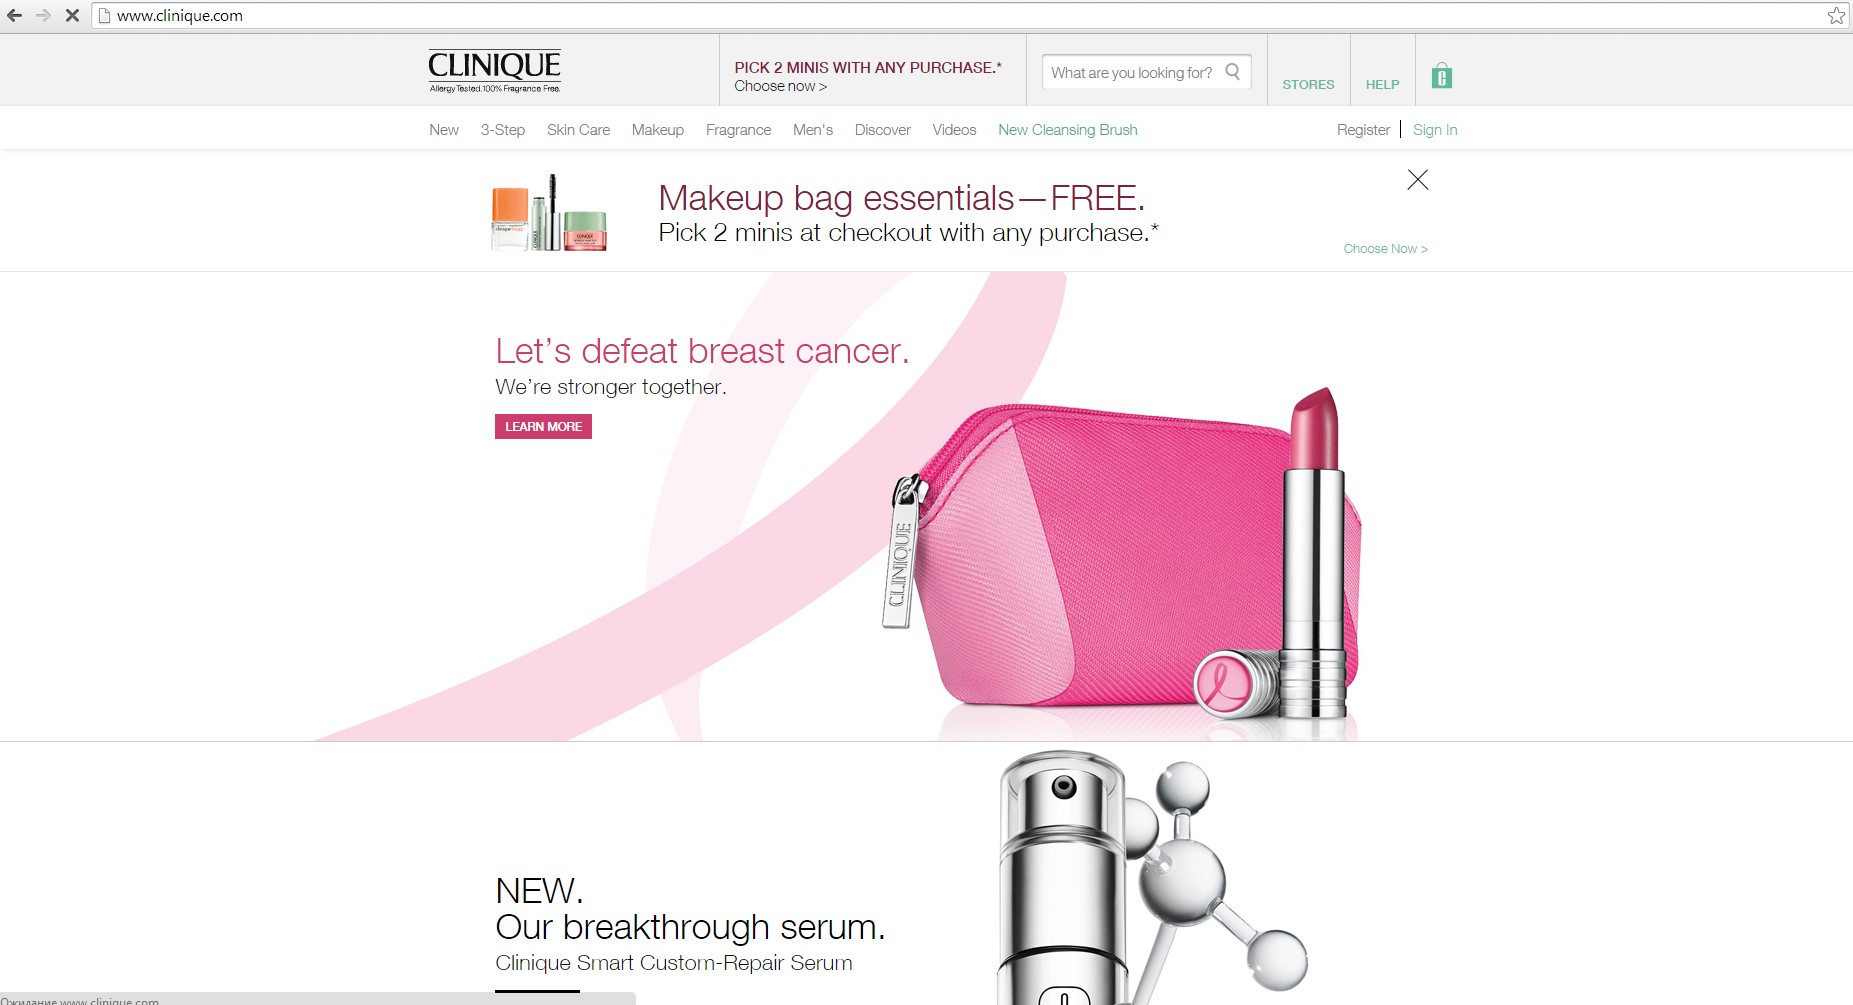 www.clinique.com
CLINIQUE
Allergy Tested. 100% Fragrance Free.
PICK 2 MINIS WITH ANY PURCHASE.*
Choose now >
What are you looking for?
STORES
HELP
C
New 3-Step Skin Care Makeup Fragrance Men's Discover Videos New Cleansing Brush
Register | Sign In
Makeup bag essentials—FREE.
Pick 2 minis at checkout with any purchase.*
Choose Now >
clinique happy
CLINIQUE
CLINIQUE
Let’s defeat breast cancer.
We’re stronger together.
LEARN MORE
CLINIQUE
NEW.
Our breakthrough serum.
Clinique Smart Custom-Repair Serum
Ожидание www.clinique.com